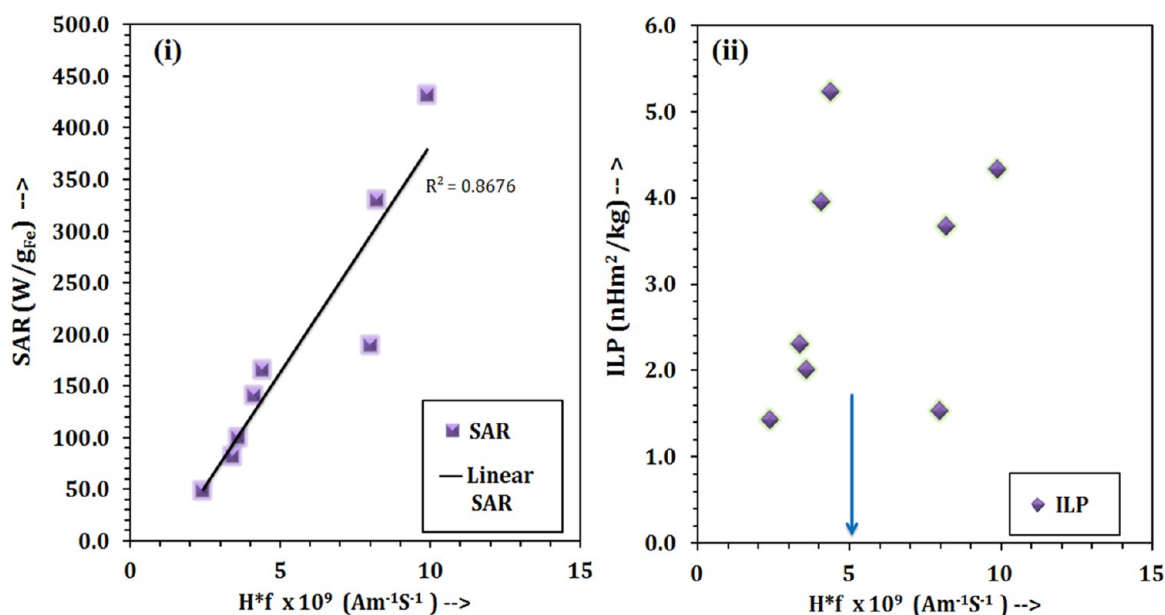 (i)
500.0
450.0
400.0
350.0
300.0
250.0
200.0
150.0
100.0
50.0
0.0
SAR (W/gFe) -->
R² = 0.8676
SAR
Linear
SAR
0 5 10 15
H*f x 10⁹ (Am⁻¹S⁻¹) -->
(ii)
6.0
5.0
4.0
3.0
2.0
1.0
0.0
ILP (nHm²/kg) -- >
ILP
0 5 10 15
H*f x 10⁹ (Am⁻¹S⁻¹) -->